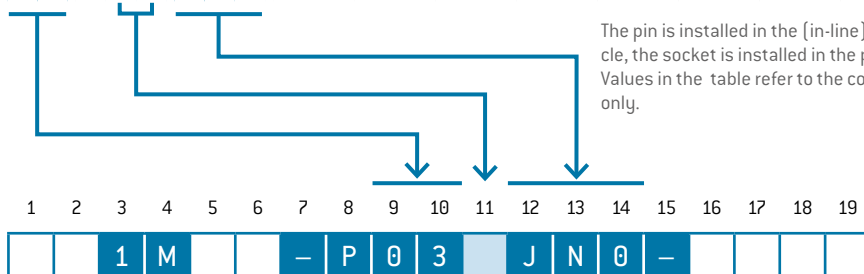 The pin is installed in the (in-line)
cle, the socket is installed in the p
Values in the table refer to the co
only.
1 2 3 4 5 6 7 8 9 10 11 12 13 14 15 16 17 18 19
1 M – P 0 3 J N 0 –